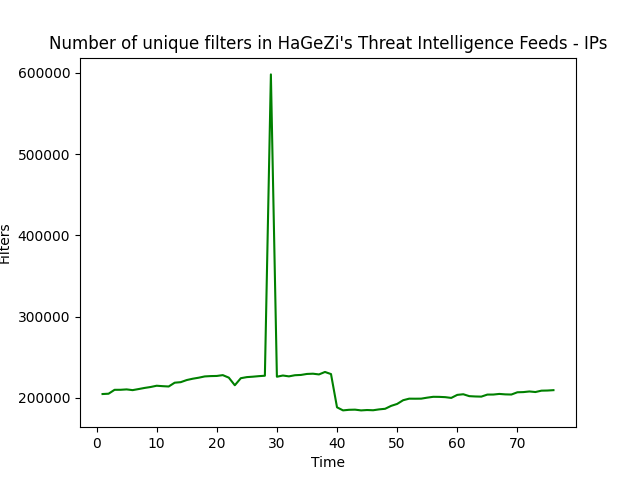 Number of unique filters in HaGeZi's Threat Intelligence Feeds - IPs
600000
500000
400000
300000
200000
Filters
0 10 20 30 40 50 60 70
Time